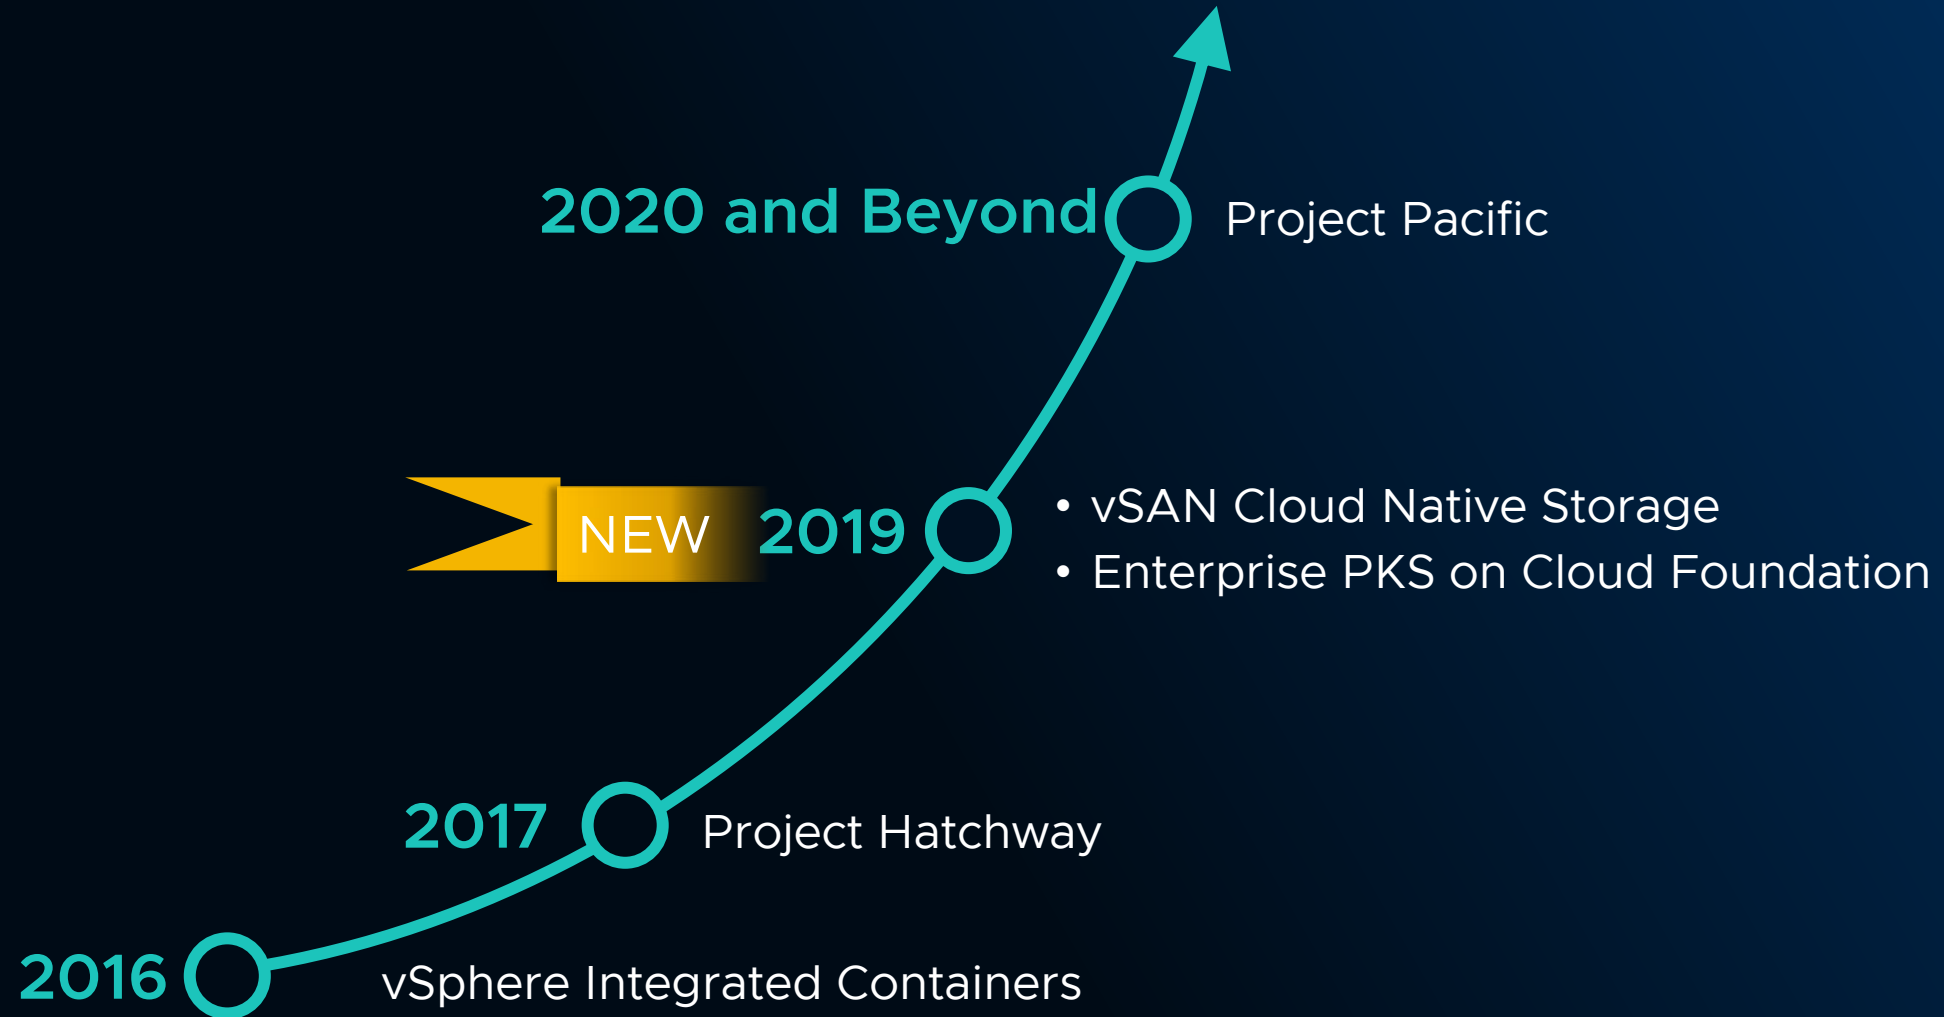 2020 and Beyond Project Pacific
NEW 2019
• vSAN Cloud Native Storage
• Enterprise PKS on Cloud Foundation
2017 Project Hatchway
2016 vSphere Integrated Containers